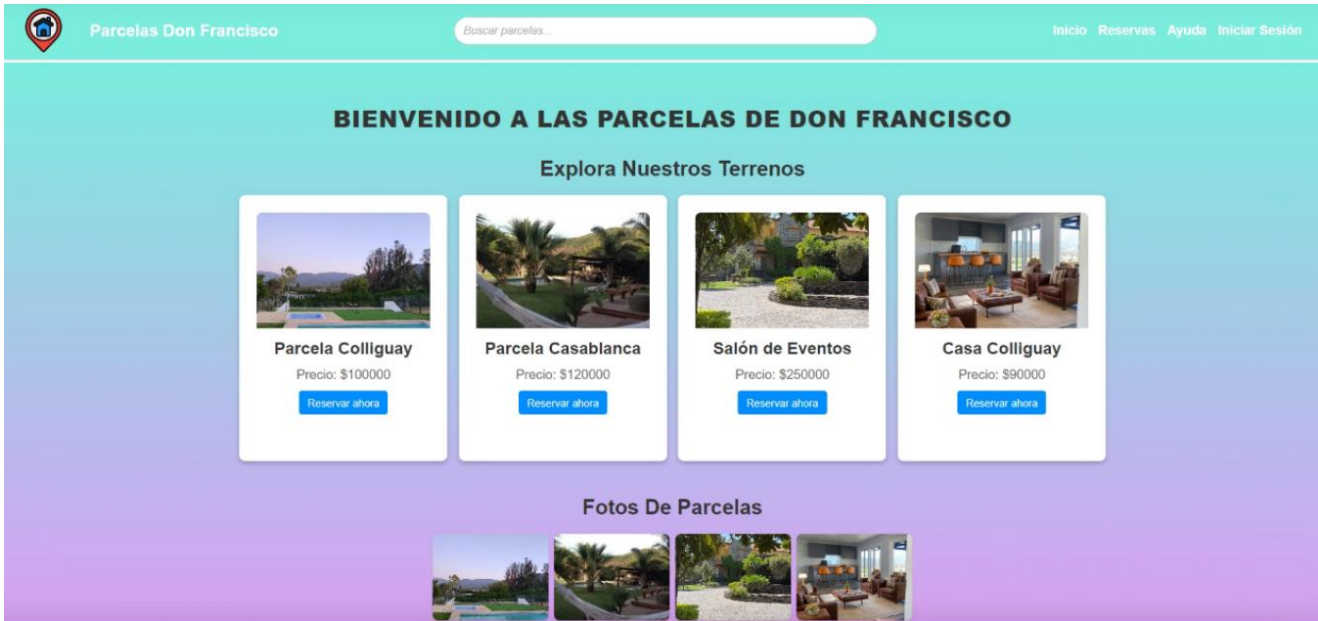 Parcelas Don Francisco
Buscar parcelas...
Inicio Reservas Ayuda Iniciar Sesión
BIENVENIDO A LAS PARCELAS DE DON FRANCISCO
Explora Nuestros Terrenos
Parcela Colliguay
Precio: $100000
Reservar ahora
Parcela Casablanca
Precio: $120000
Reservar ahora
Salón de Eventos
Precio: $250000
Reservar ahora
Casa Colliguay
Precio: $90000
Reservar ahora
Fotos De Parcelas